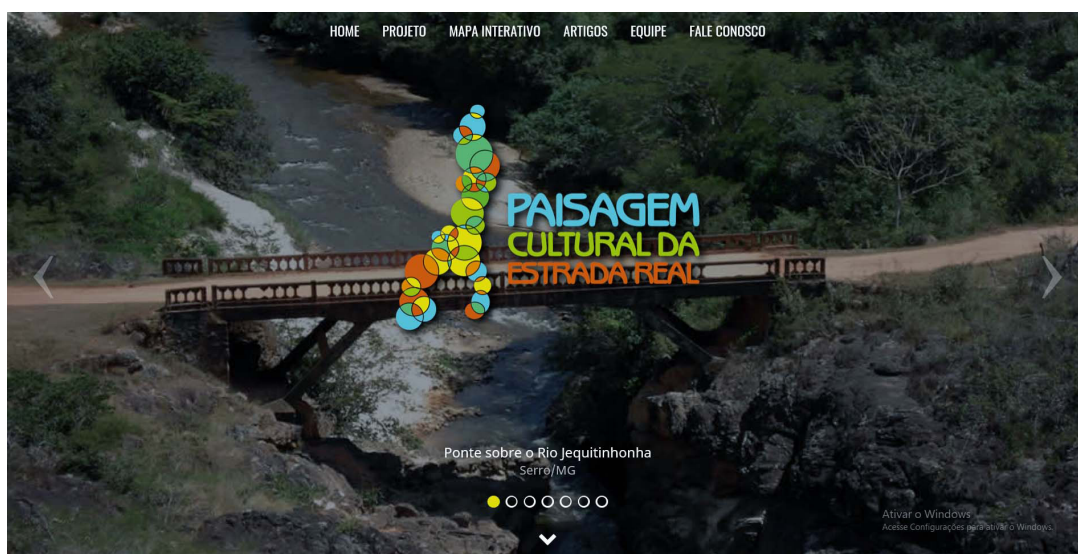 HOME PROJETO MAPA INTERATIVO ARTIGOS EQUIPE FALE CONOSCO
PAISAGEM
CULTURAL DA
ESTRADA REAL
Ponte sobre o Rio Jequitinhonha
Serro/MG
Ativar o Windows
Acesse Configurações para ativar o Windows.